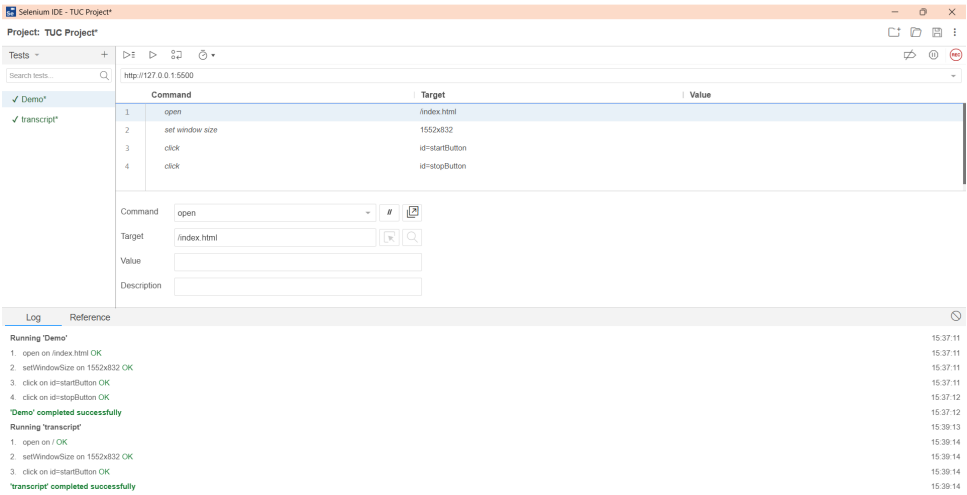 Selenium IDE - TUC Project*
Project: TUC Project*
Tests
Search tests...
http://127.0.0.1:5500
REC
✓ Demo*
✓ transcript*
Command Target Value
1 open /index.html
2 set window size 1552x832
3 click id=startButton
4 click id=stopButton
Command open //
Target /index.html
Value
Description
Log Reference
Running 'Demo' 15:37:11
1. open on /index.html OK 15:37:11
2. setWindowSize on 1552x832 OK 15:37:11
3. click on id=startButton OK 15:37:11
4. click on id=stopButton OK 15:37:12
'Demo' completed successfully 15:37:12
Running 'transcript' 15:39:13
1. open on / OK 15:39:14
2. setWindowSize on 1552x832 OK 15:39:14
3. click on id=startButton OK 15:39:14
'transcript' completed successfully 15:39:14